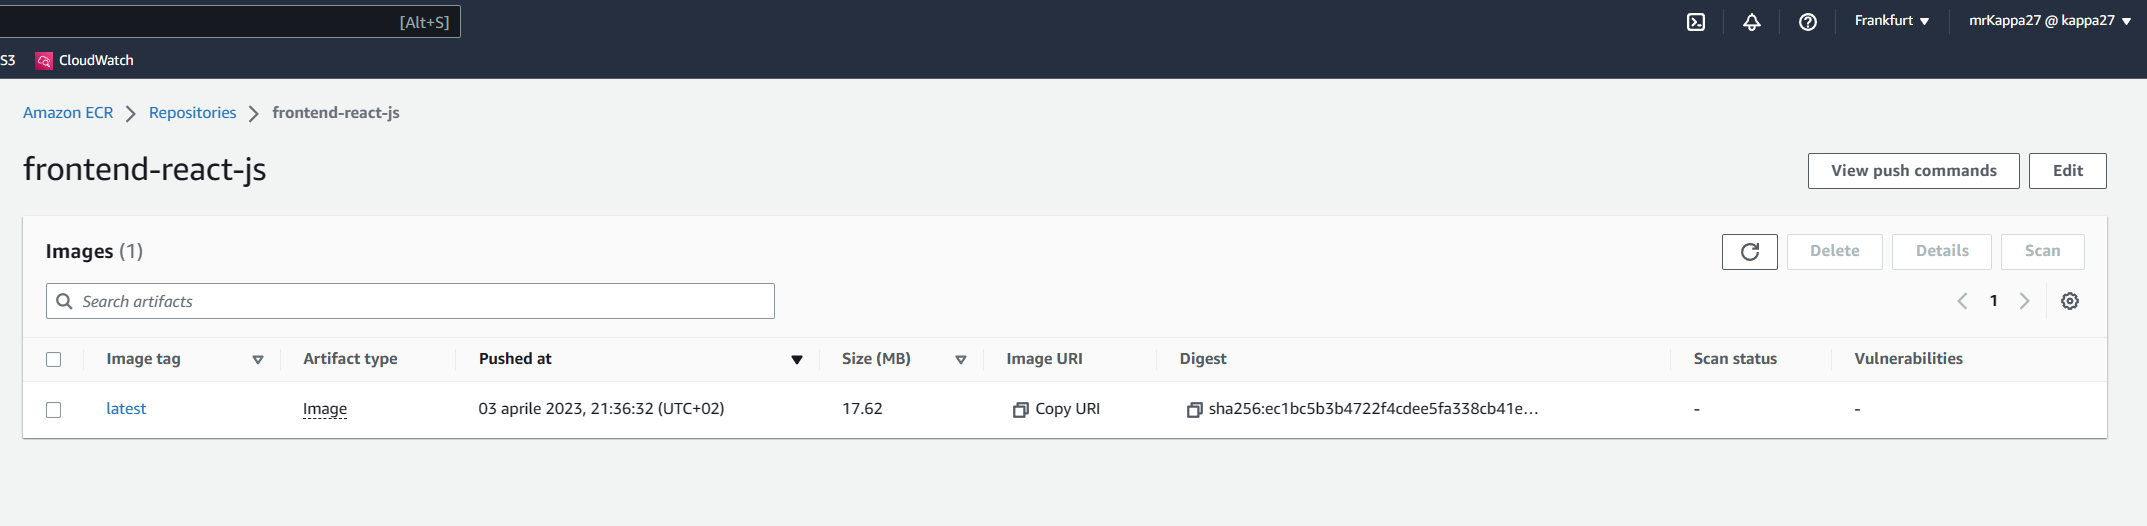 [Alt+S] Frankfurt mrKappa27 @ kappa27
S3 CloudWatch
Amazon ECR Repositories frontend-react-js
frontend-react-js
View push commands Edit
Images (1)
Delete Details Scan
Search artifacts
1
Image tag Artifact type Pushed at Size (MB) Image URI Digest Scan status Vulnerabilities
latest Image 03 aprile 2023, 21:36:32 (UTC+02) 17.62 Copy URI sha256:ec1bc5b3b4722f4cdee5fa338cb41e... - -